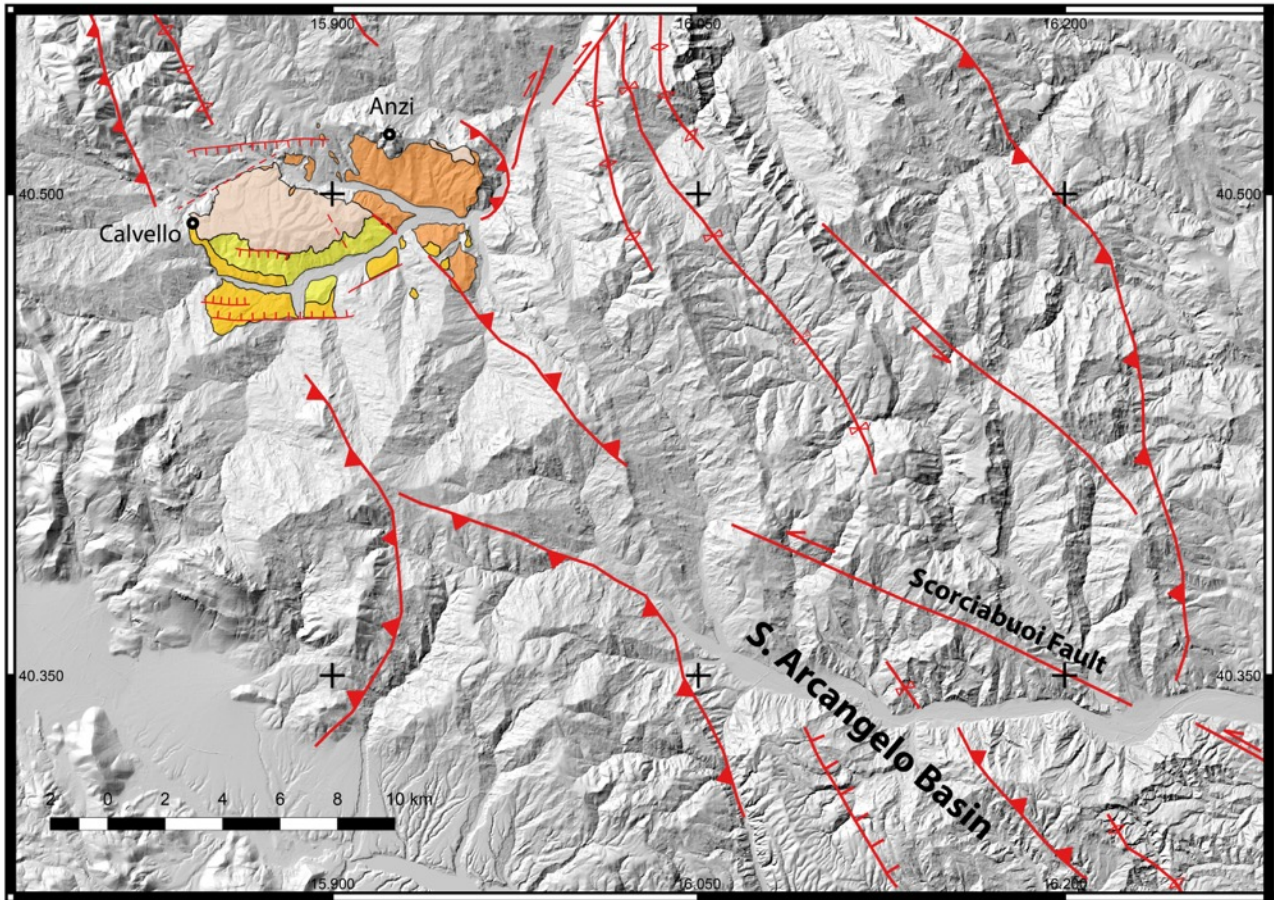 15.900 16.050 16.200
Anzi
40.500 40.500
Calvello
Scorciabuoi Fault
S. Arcangelo Basin
40.350 40.350
2 0 2 4 6 8 10 km
15.900 16.050 16.200